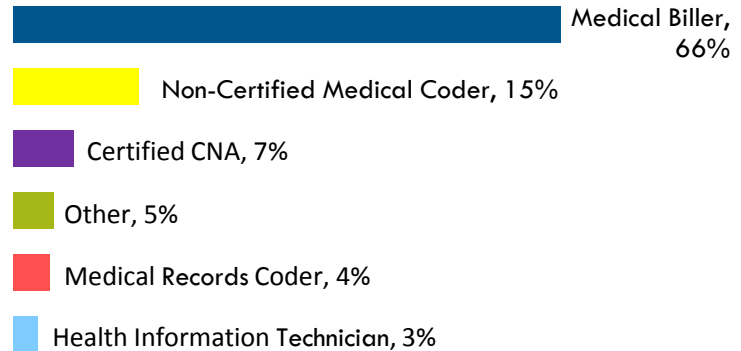 Medical Biller,
66%
Non-Certified Medical Coder, 15%
Certified CNA, 7%
Other, 5%
Medical Records Coder, 4%
Health Information Technician, 3%